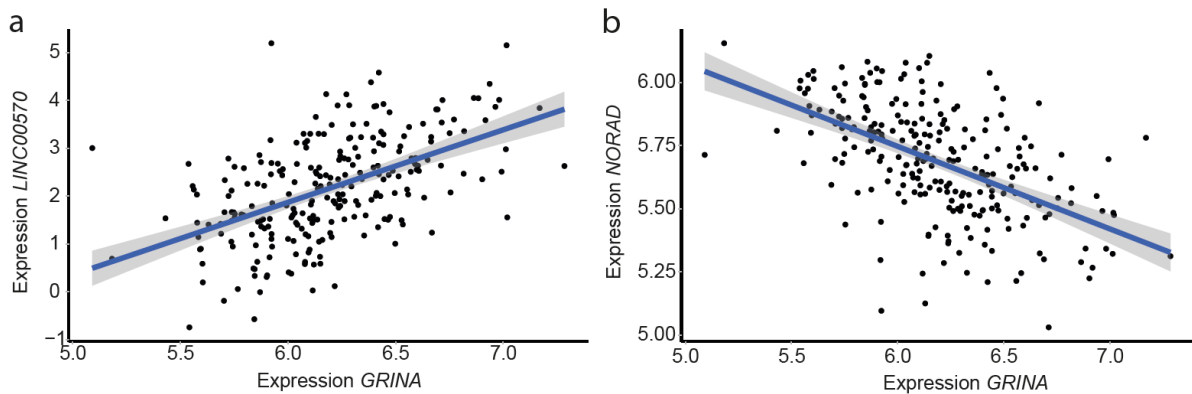 a
Expression LINC00570
5
4
3
2
1
0
−1
5.0 5.5 6.0 6.5 7.0
Expression GRINA
b
Expression NORAD
6.00
5.75
5.50
5.25
5.00
5.0 5.5 6.0 6.5 7.0
Expression GRINA